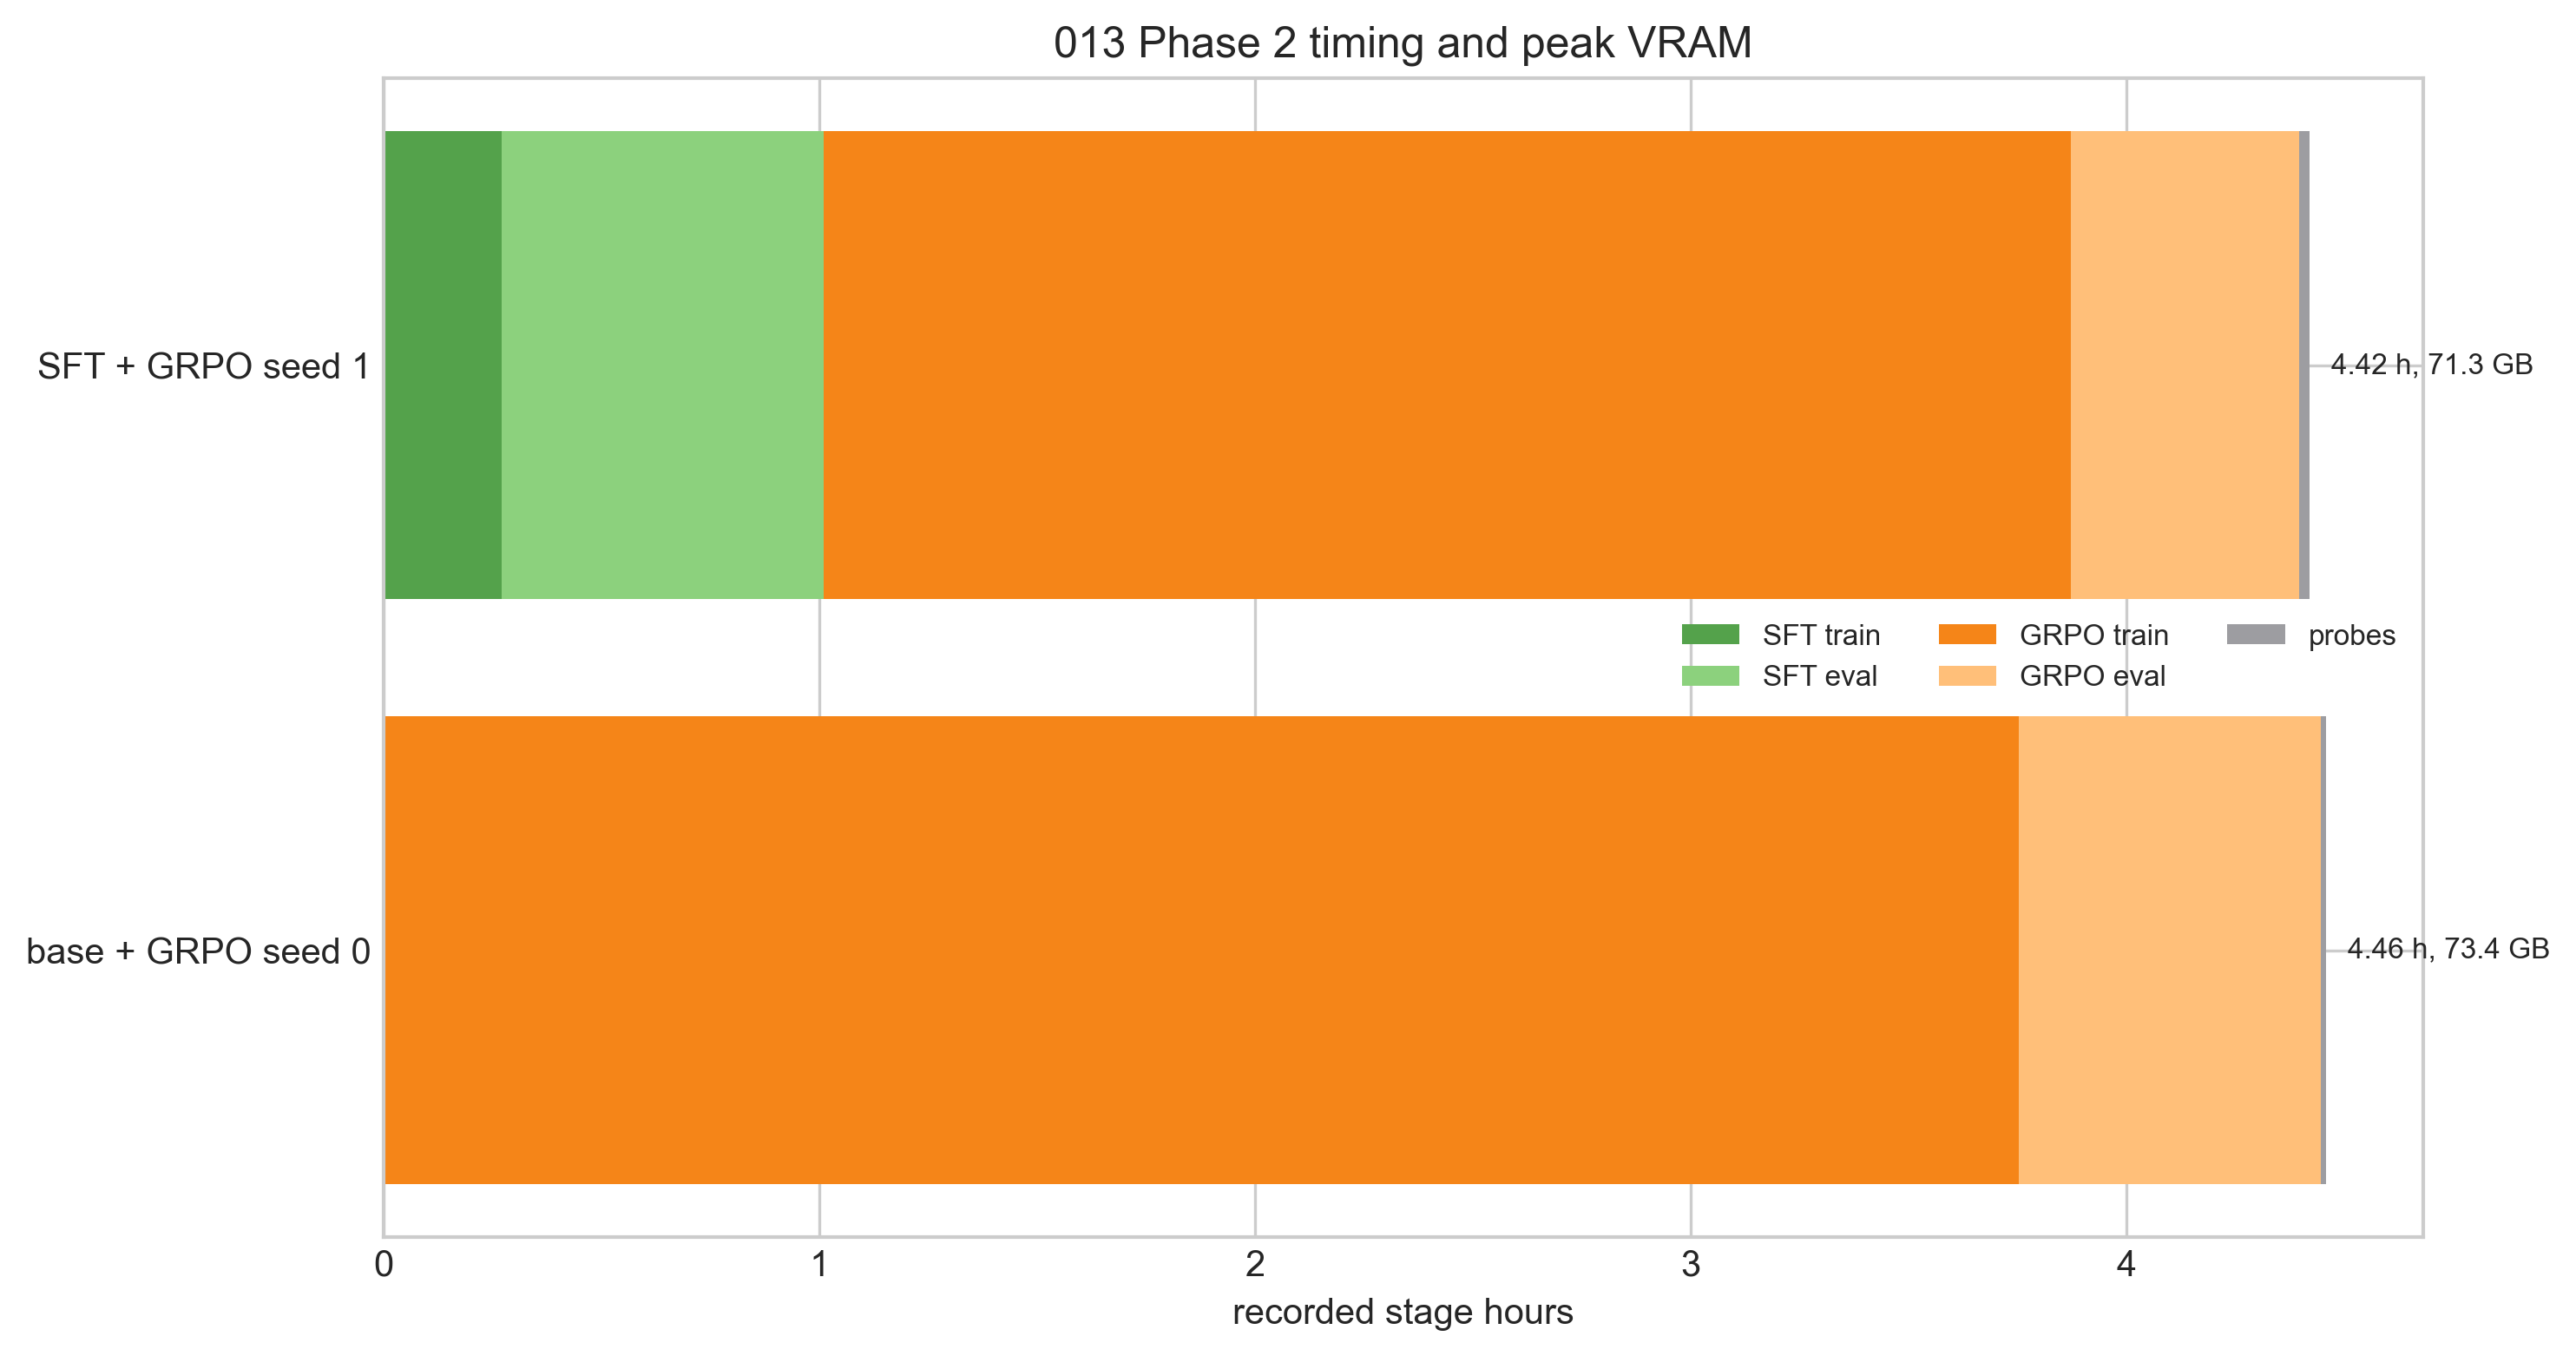 013 Phase 2 timing and peak VRAM
SFT + GRPO seed 1
4.42 h, 71.3 GB
SFT train
GRPO train
probes
SFT eval
GRPO eval
base + GRPO seed 0
4.46 h, 73.4 GB
0 1 2 3 4
recorded stage hours